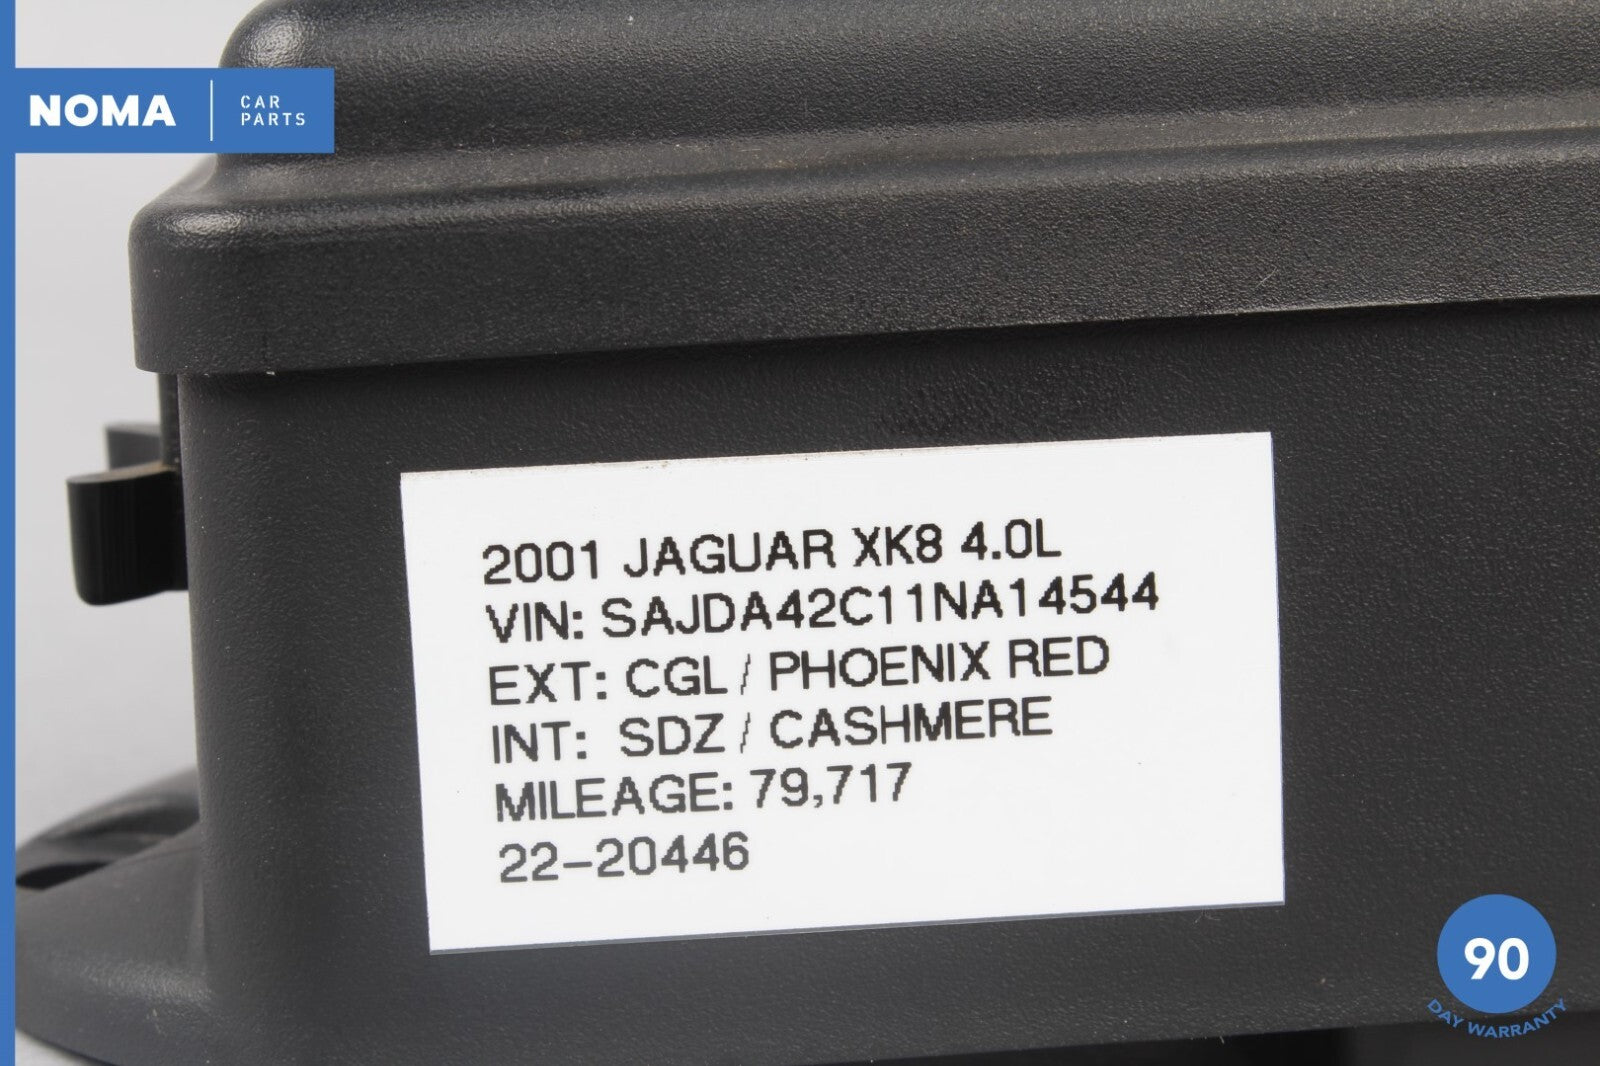 NOMA
CAR
PARTS
2001 JAGUAR XK8 4.0L
VIN: SAJDA42C11NA14544
EXT: CGL / PHOENIX RED
INT: SDZ / CASHMERE
MILEAGE: 79,717
22-20446
90
DAY WARRANTY